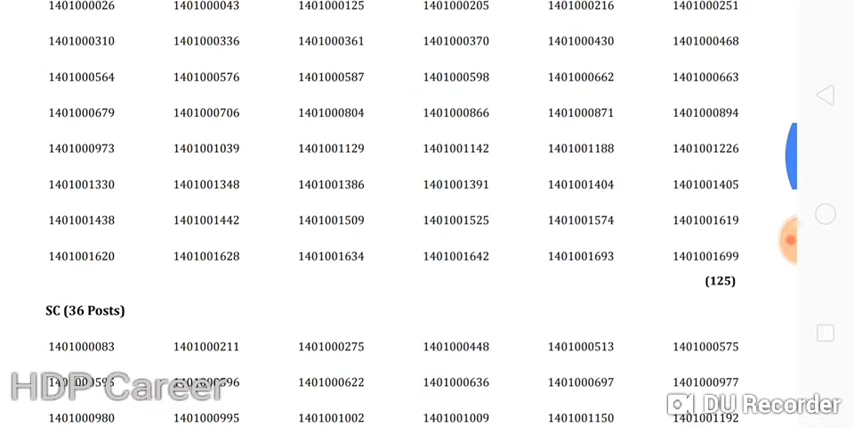 1401000026 1401000043 1401000125 1401000205 1401000216 1401000251
1401000310 1401000336 1401000361 1401000370 1401000430 1401000468
1401000564 1401000576 1401000587 1401000598 1401000662 1401000663
1401000679 1401000706 1401000804 1401000866 1401000871 1401000894
1401000973 1401001039 1401001129 1401001142 1401001188 1401001226
1401001330 1401001348 1401001386 1401001391 1401001404 1401001405
1401001438 1401001442 1401001509 1401001525 1401001574 1401001619
1401001620 1401001628 1401001634 1401001642 1401001693 1401001699
(125)
SC (36 Posts)
1401000083 1401000211 1401000275 1401000448 1401000513 1401000575
1401000622 1401000636 1401000697 1401000977
HDP Career
1401000980 1401000995 1401001002 1401001009 1401001150 1401001192
DU Recorder